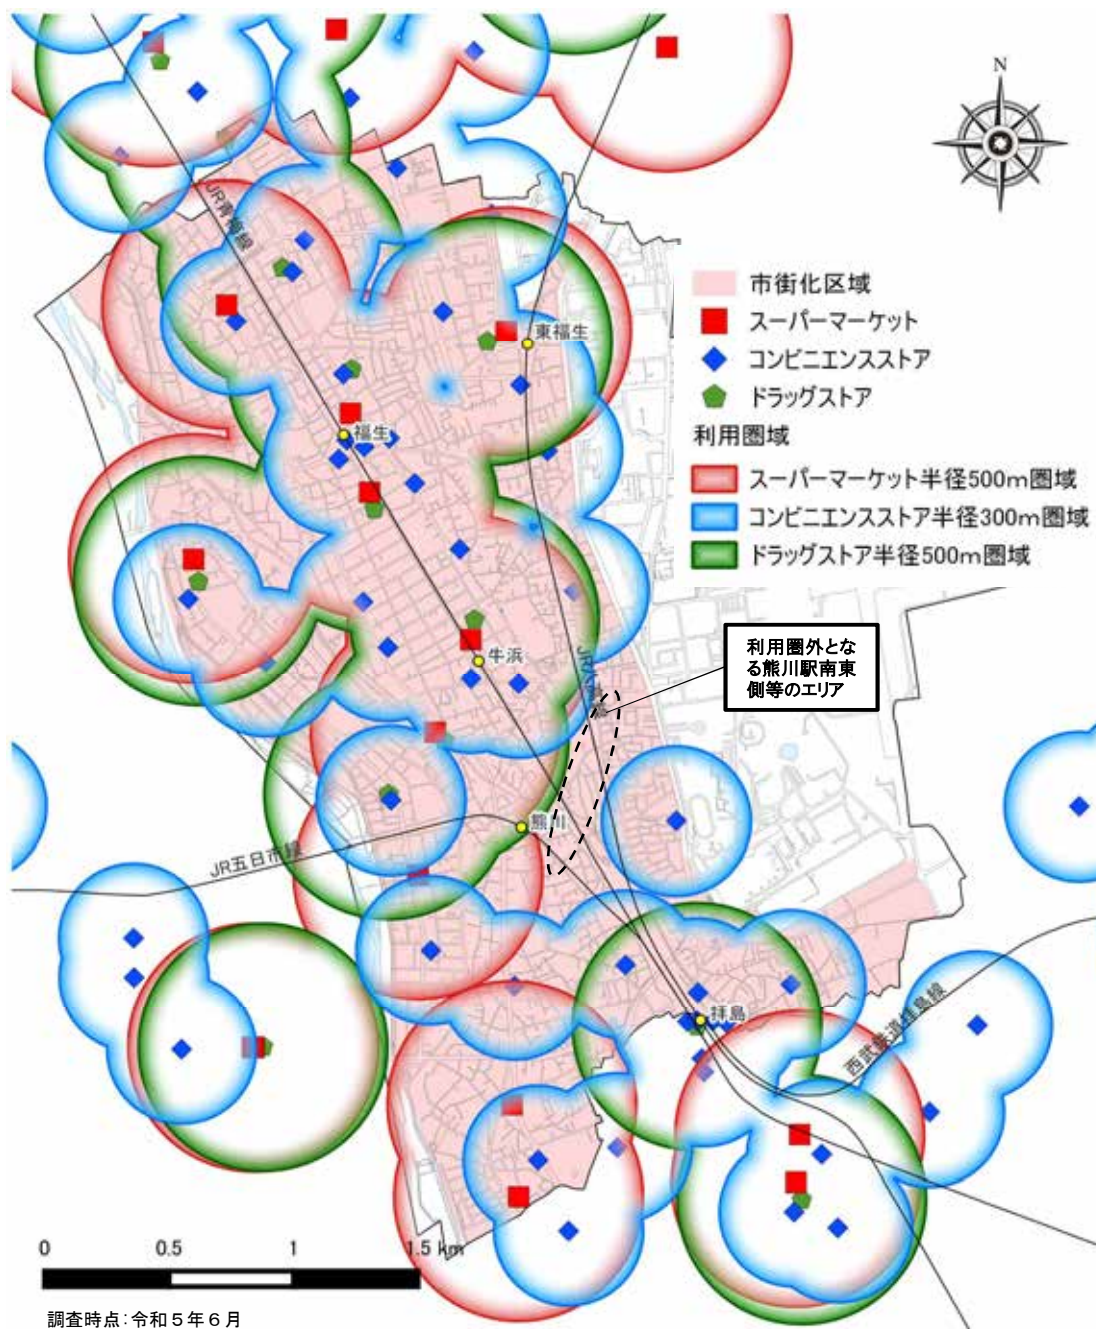 N
JR青梅線
市街化区域
スーパーマーケット
コンビニエンスストア
ドラッグストア
利用圏域
スーパーマーケット半径500m圏域
コンビニエンスストア半径300m圏域
ドラッグストア半径500m圏域
東福生
福生
牛浜
利用圏外とな
る熊川駅南東
側等のエリア
熊川
JR五日市線
拝島
西武鉄道拝島線
0 0.5 1 1.5 km
調査時点:令和5年6月